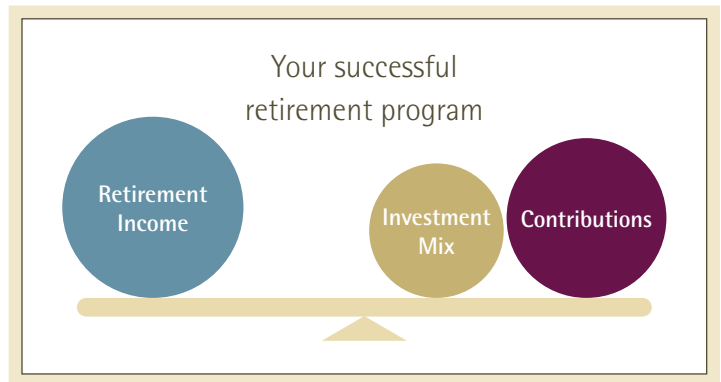 Your successful
retirement program
Retirement
Income
Investment
Mix
Contributions